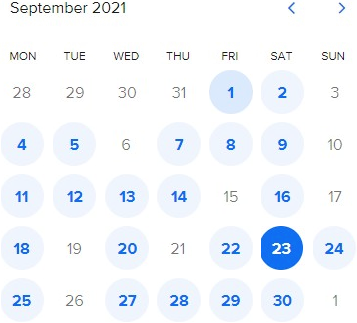 September 2021
MON TUE WED THU FRI SAT SUN
28 29 30 31 1 2 3
4 5 6 7 8 9 10
11 12 13 14 15 16 17
18 19 20 21 22 23 24
25 26 27 28 29 30 1